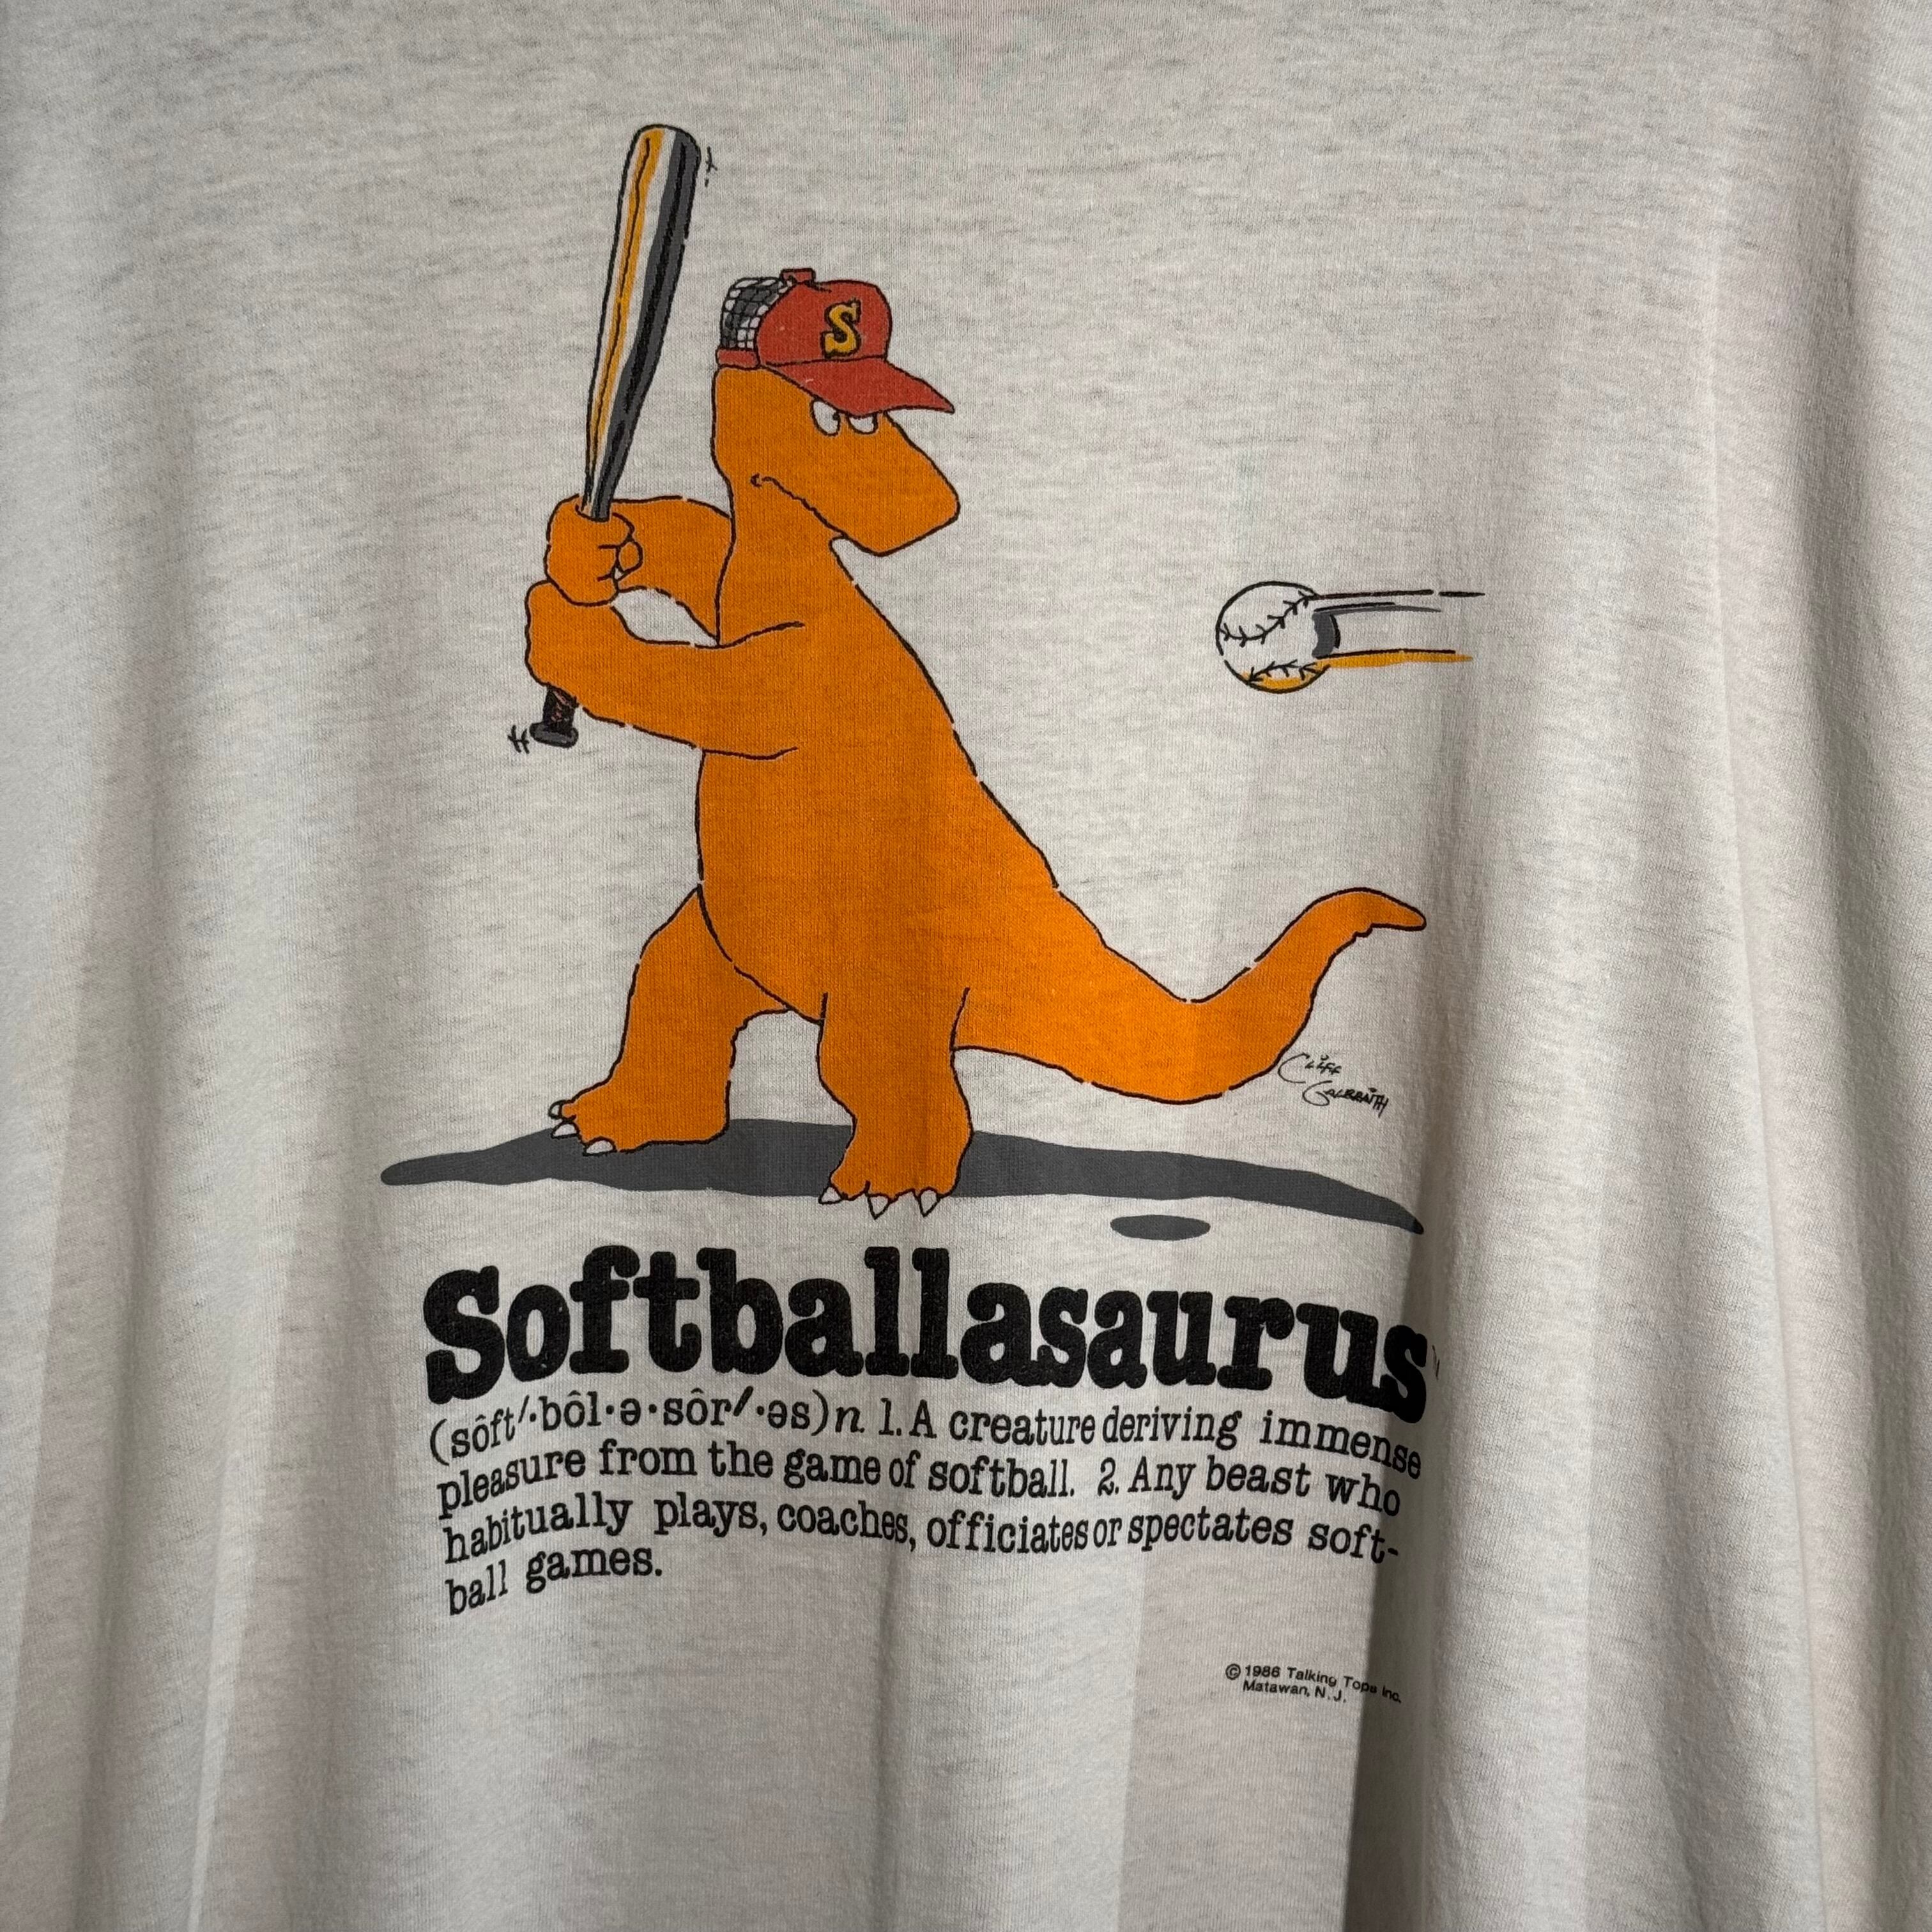 S
Cliff
Galbraith
Softballasaurus
(sôft′·bôl·ə·sôr′·əs) n. 1. A creature deriving immense
pleasure from the game of softball. 2. Any beast who
habitually plays, coaches, officiates or spectates soft-
ball games.
© 1986 Talking Tops Inc.
Matawan, N.J.